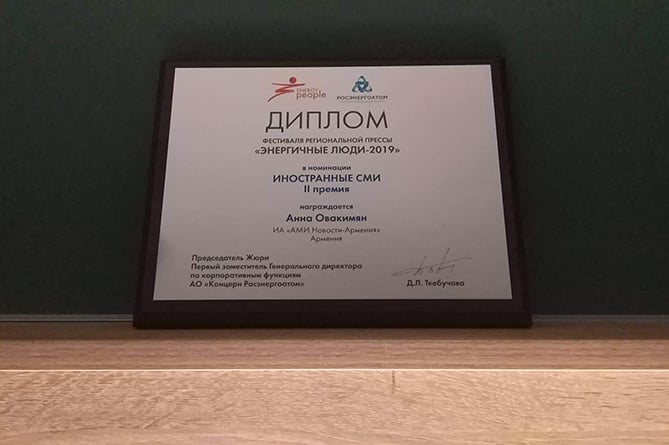 ENERGY
people
РОСЭНЕРГОАТОМ
ДИПЛОМ
ФЕСТИВАЛЯ РЕГИОНАЛЬНОЙ ПРЕССЫ
«ЭНЕРГИЧНЫЕ ЛЮДИ-2019»
в номинации
ИНОСТРАННЫЕ СМИ
II премия
награждается
Анна Овакимян
ИА «АМИ Новости-Армения»
Армения
Председатель Жюри
Первый заместитель Генерального директора
по корпоративным функциям
АО «Концерн Росэнергоатом»
Д.Л. Ткебучава